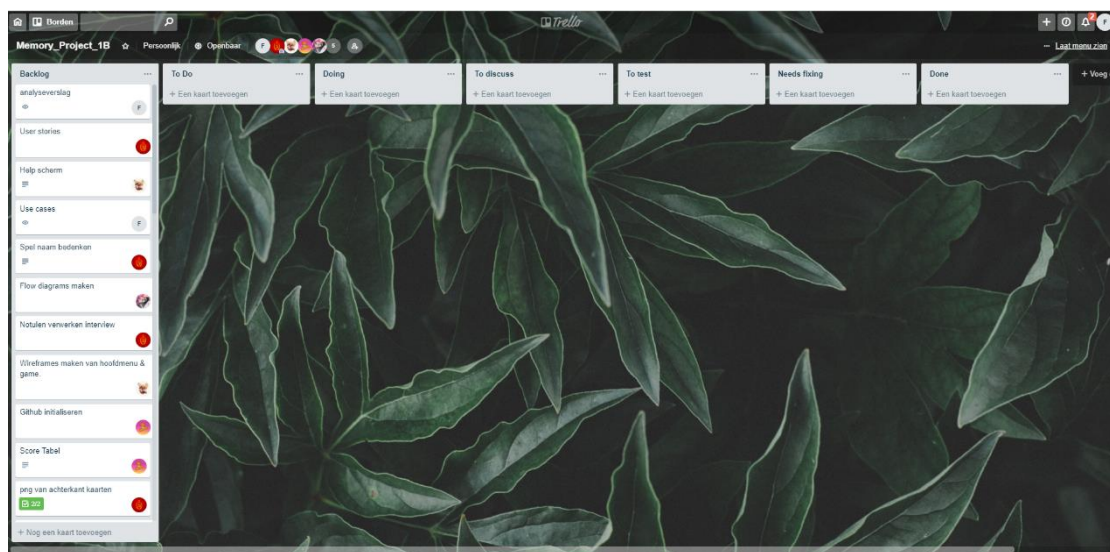 Borden
Trello
2
F
Memory_Project_1B
Persoonlijk
Openbaar
F
S
Laat menu zien
Backlog
To Do
Doing
To discuss
To test
Needs fixing
Done
+ Voeg
+ Een kaart toevoegen
+ Een kaart toevoegen
+ Een kaart toevoegen
+ Een kaart toevoegen
+ Een kaart toevoegen
+ Een kaart toevoegen
analyseverslag
F
User stories
Help scherm
Use cases
F
Spel naam bedenken
Flow diagrams maken
Notulen verwerken interview
Wireframes maken van hoofdmenu &
game.
Github initialiseren
Score Tabel
png van achterkant kaarten
2/2
+ Nog een kaart toevoegen